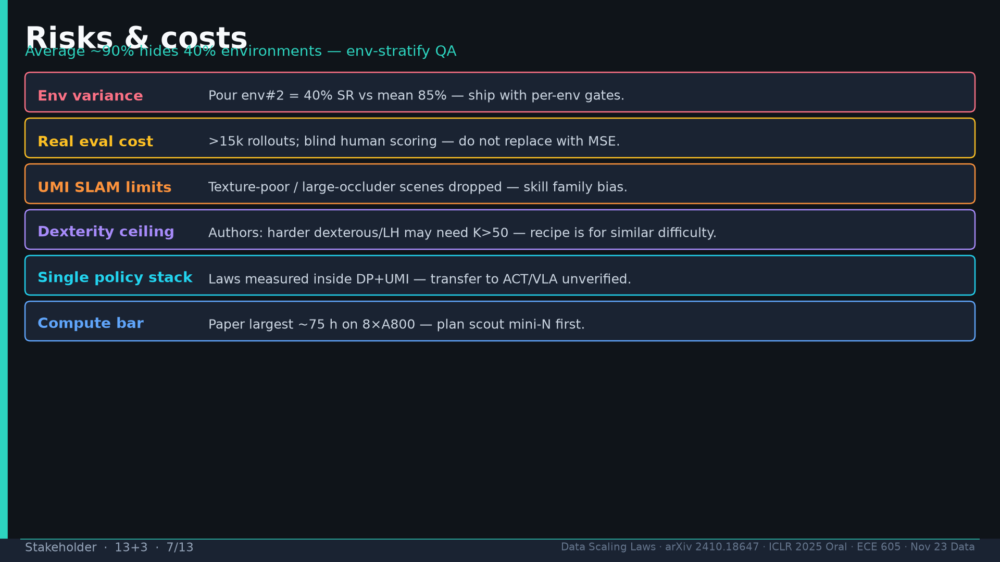 Risks & costs
Average ~90% hides 40% environments — env-stratify QA
Env variance Pour env#2 = 40% SR vs mean 85% — ship with per-env gates.
Real eval cost >15k rollouts; blind human scoring — do not replace with MSE.
UMI SLAM limits Texture-poor / large-occluder scenes dropped — skill family bias.
Dexterity ceiling Authors: harder dexterous/LH may need K>50 — recipe is for similar difficulty.
Single policy stack Laws measured inside DP+UMI — transfer to ACT/VLA unverified.
Compute bar Paper largest ~75 h on 8×A800 — plan scout mini-N first.
Stakeholder · 13+3 · 7/13 Data Scaling Laws · arXiv 2410.18647 · ICLR 2025 Oral · ECE 605 · Nov 23 Data